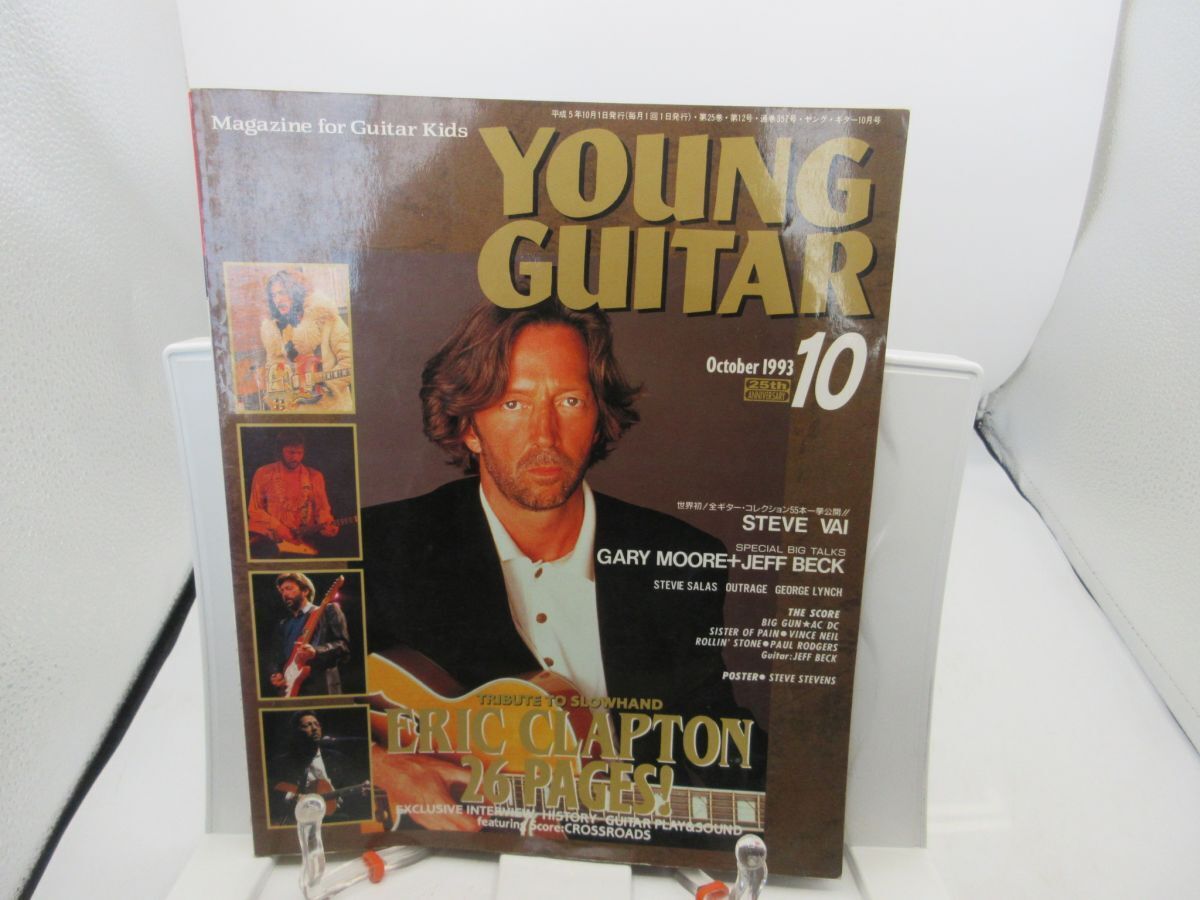 平成5年10月1日発行(毎月1回1日発行)・第25巻・第12号・通巻357号・ヤング・ギター10月号
Magazine for Guitar Kids
YOUNG
GUITAR
October 1993 10
25th
ANNIVERSARY
世界初!全ギター・コレクション55本一挙公開!!
STEVE VAI
SPECIAL BIG TALKS
GARY MOORE+JEFF BECK
STEVIE SALAS OUTRAGE GEORGE LYNCH
THE SCORE
BIG GUN★AC DC
SISTER OF PAIN●VINCE NEIL
ROLLIN' STONE●PAUL RODGERS
Guitar:JEFF BECK
POSTER● STEVE STEVENS
TRIBUTE TO SLOWHAND
ERIC CLAPTON
26 PAGES!
EXCLUSIVE INTERVIEW HISTORY GUITAR PLAY&SOUND
featuring Score:CROSSROADS